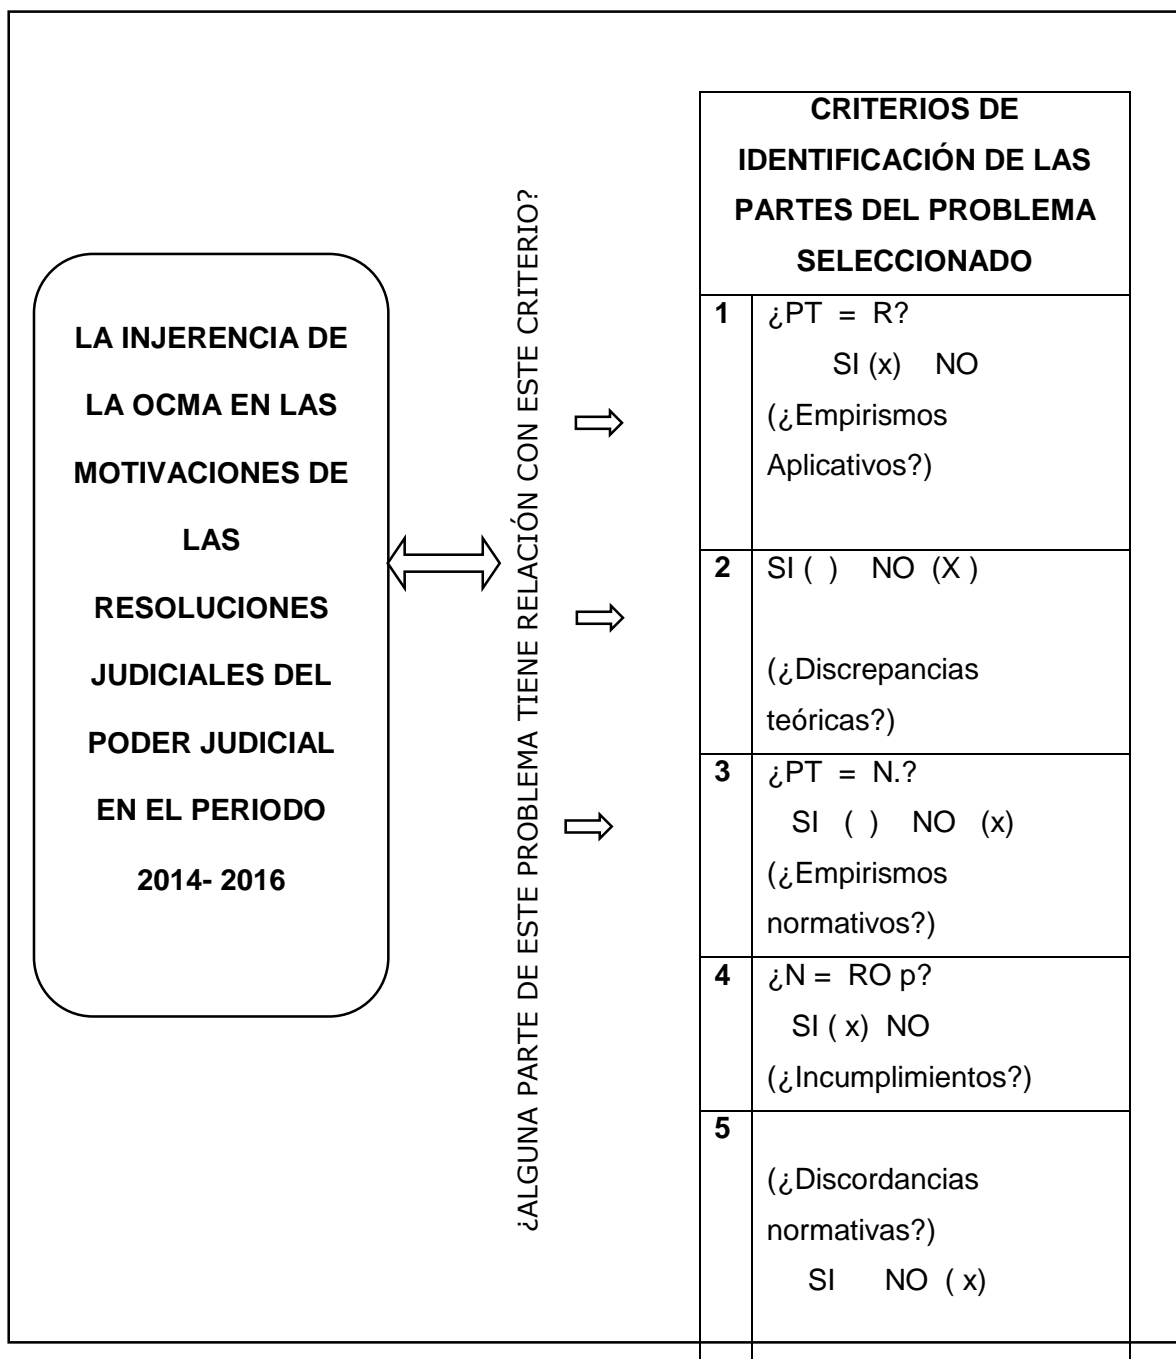 LA INJERENCIA DE
LA OCMA EN LAS
MOTIVACIONES DE
LAS
RESOLUCIONES
JUDICIALES DEL
PODER JUDICIAL
EN EL PERIODO
2014- 2016
¿ALGUNA PARTE DE ESTE PROBLEMA TIENE RELACIÓN CON ESTE CRITERIO?
CRITERIOS DE
IDENTIFICACIÓN DE LAS
PARTES DEL PROBLEMA
SELECCIONADO
1 ¿PT = R?
SI (x) NO
(¿Empirismos
Aplicativos?)
2 SI ( ) NO (X )
(¿Discrepancias
teóricas?)
3 ¿PT = N.?
SI ( ) NO (x)
(¿Empirismos
normativos?)
4 ¿N = RO p?
SI ( x) NO
(¿Incumplimientos?)
5
(¿Discordancias
normativas?)
SI NO ( x)